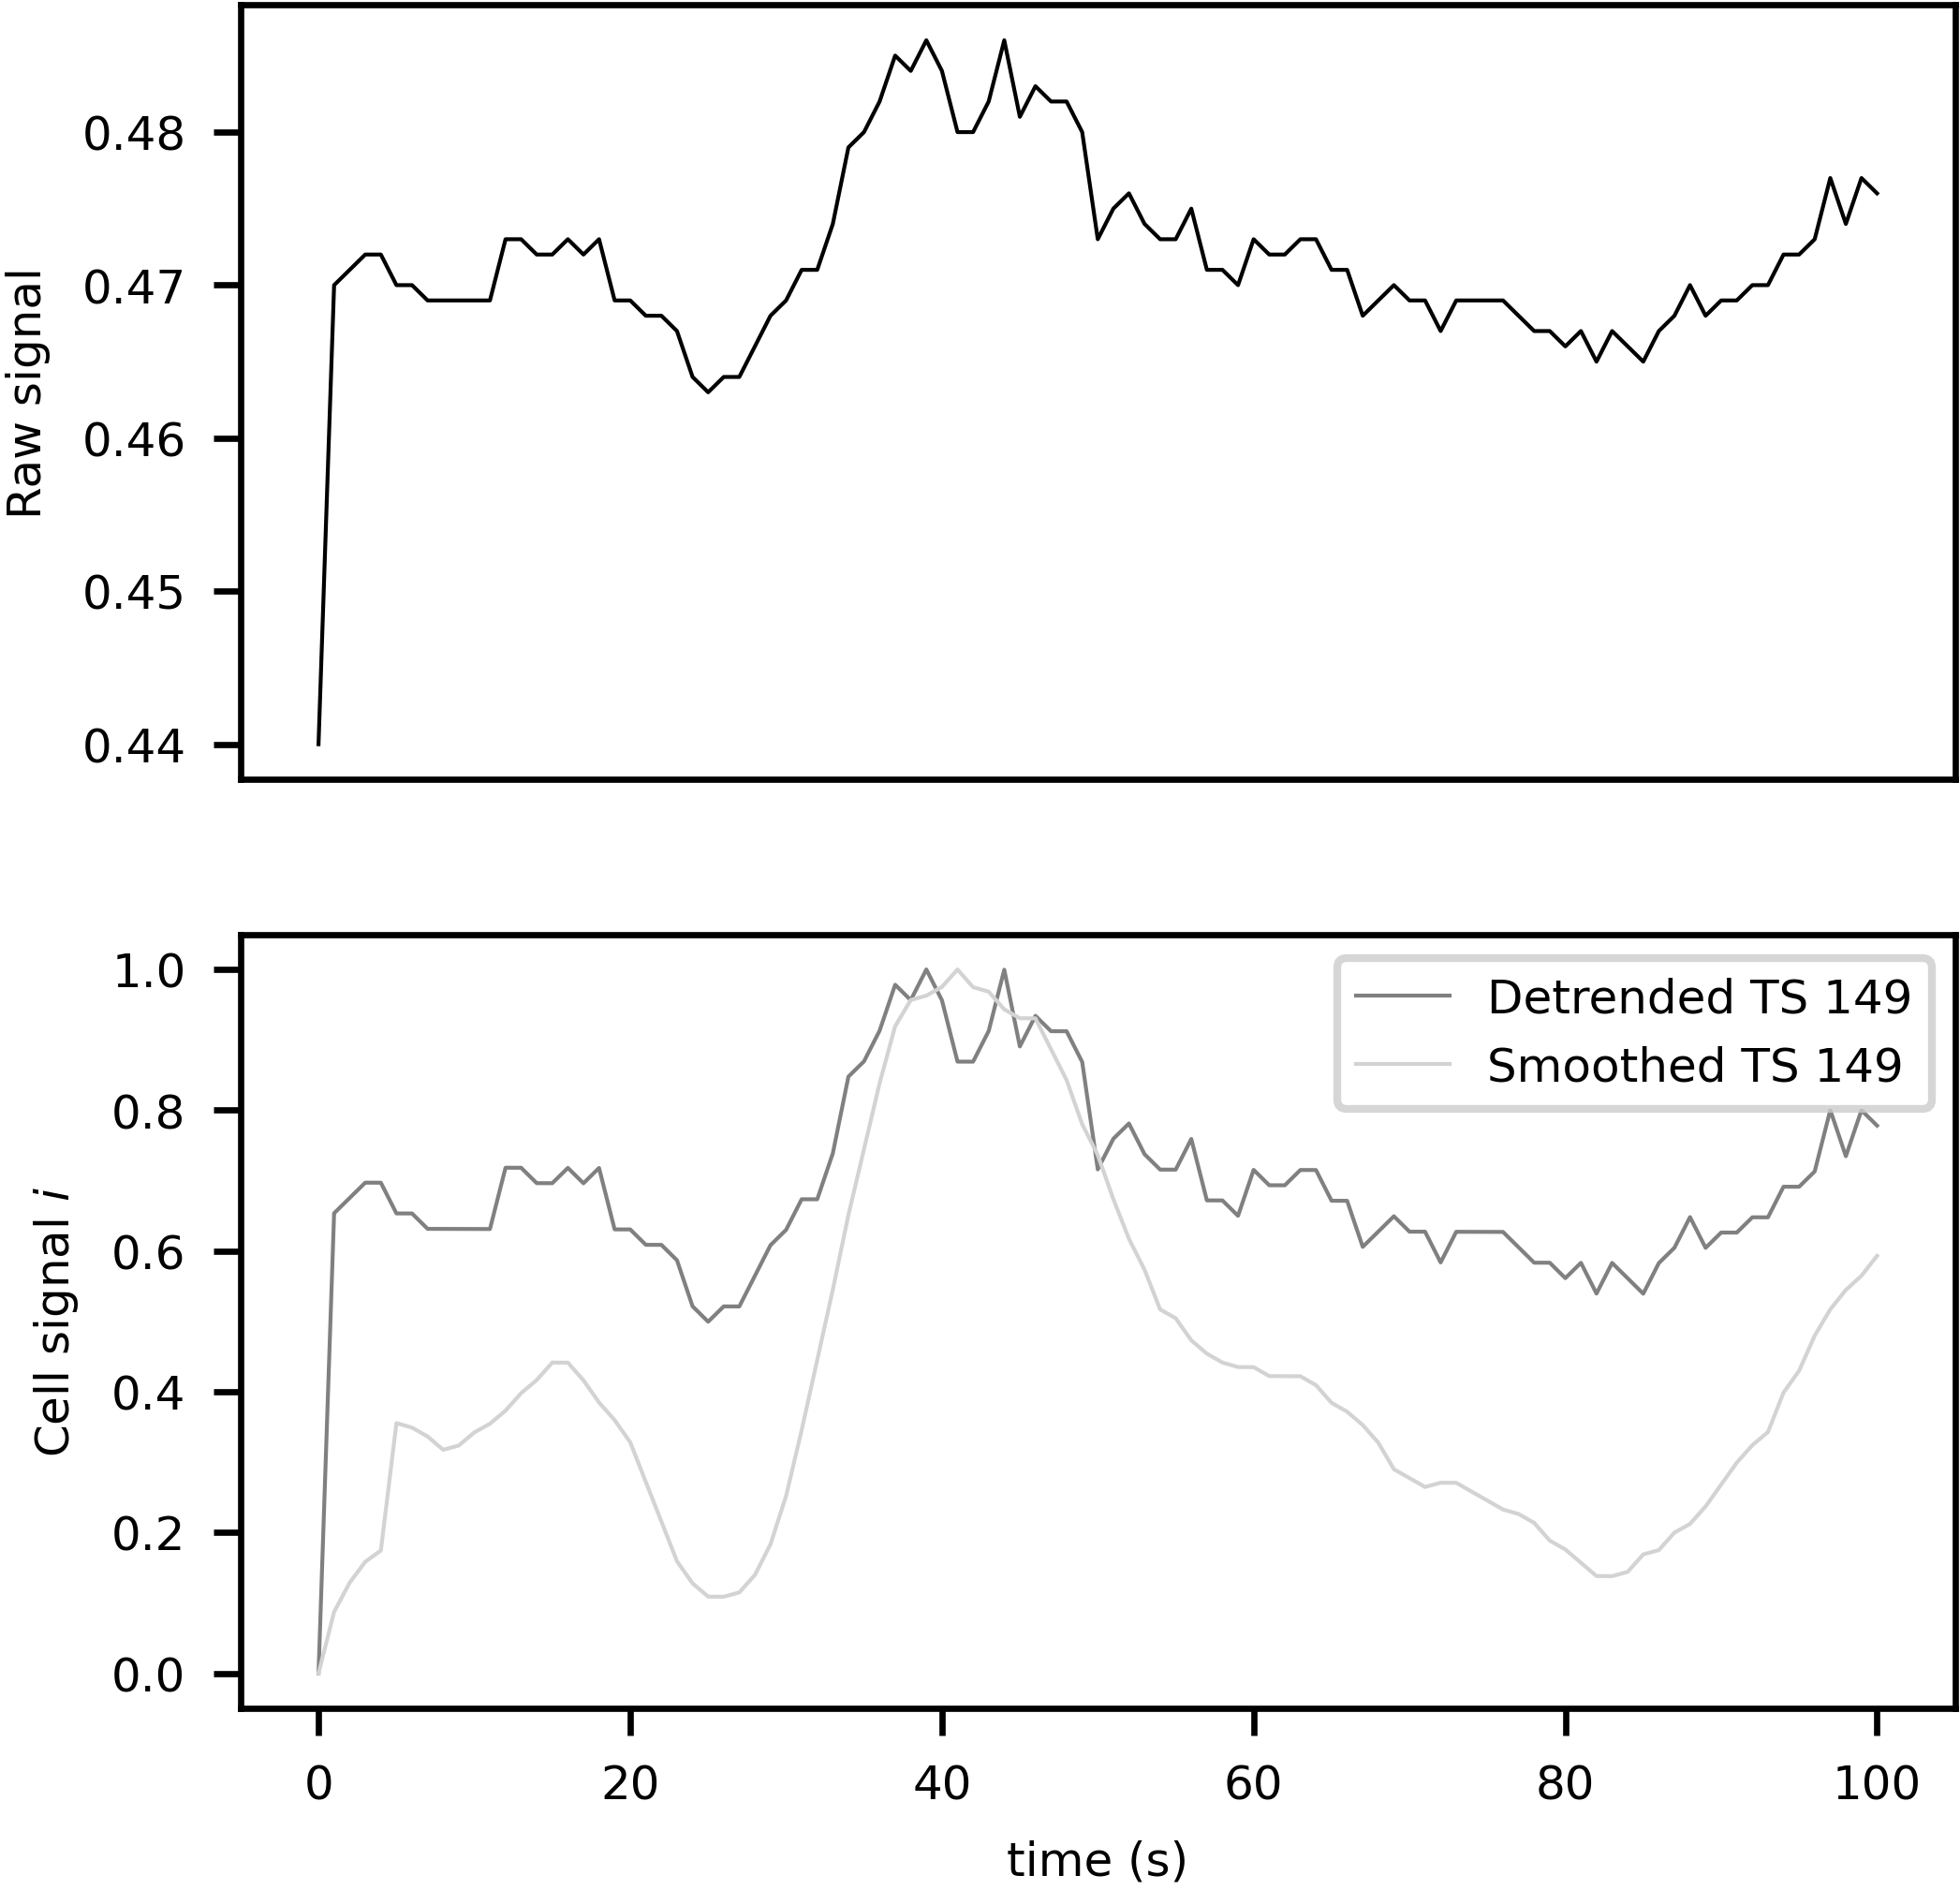 Raw signal
0.48
0.47
0.46
0.45
0.44
Cell signal i
1.0
0.8
0.6
0.4
0.2
0.0
Detrended TS 149
Smoothed TS 149
0 20 40 60 80 100
time (s)